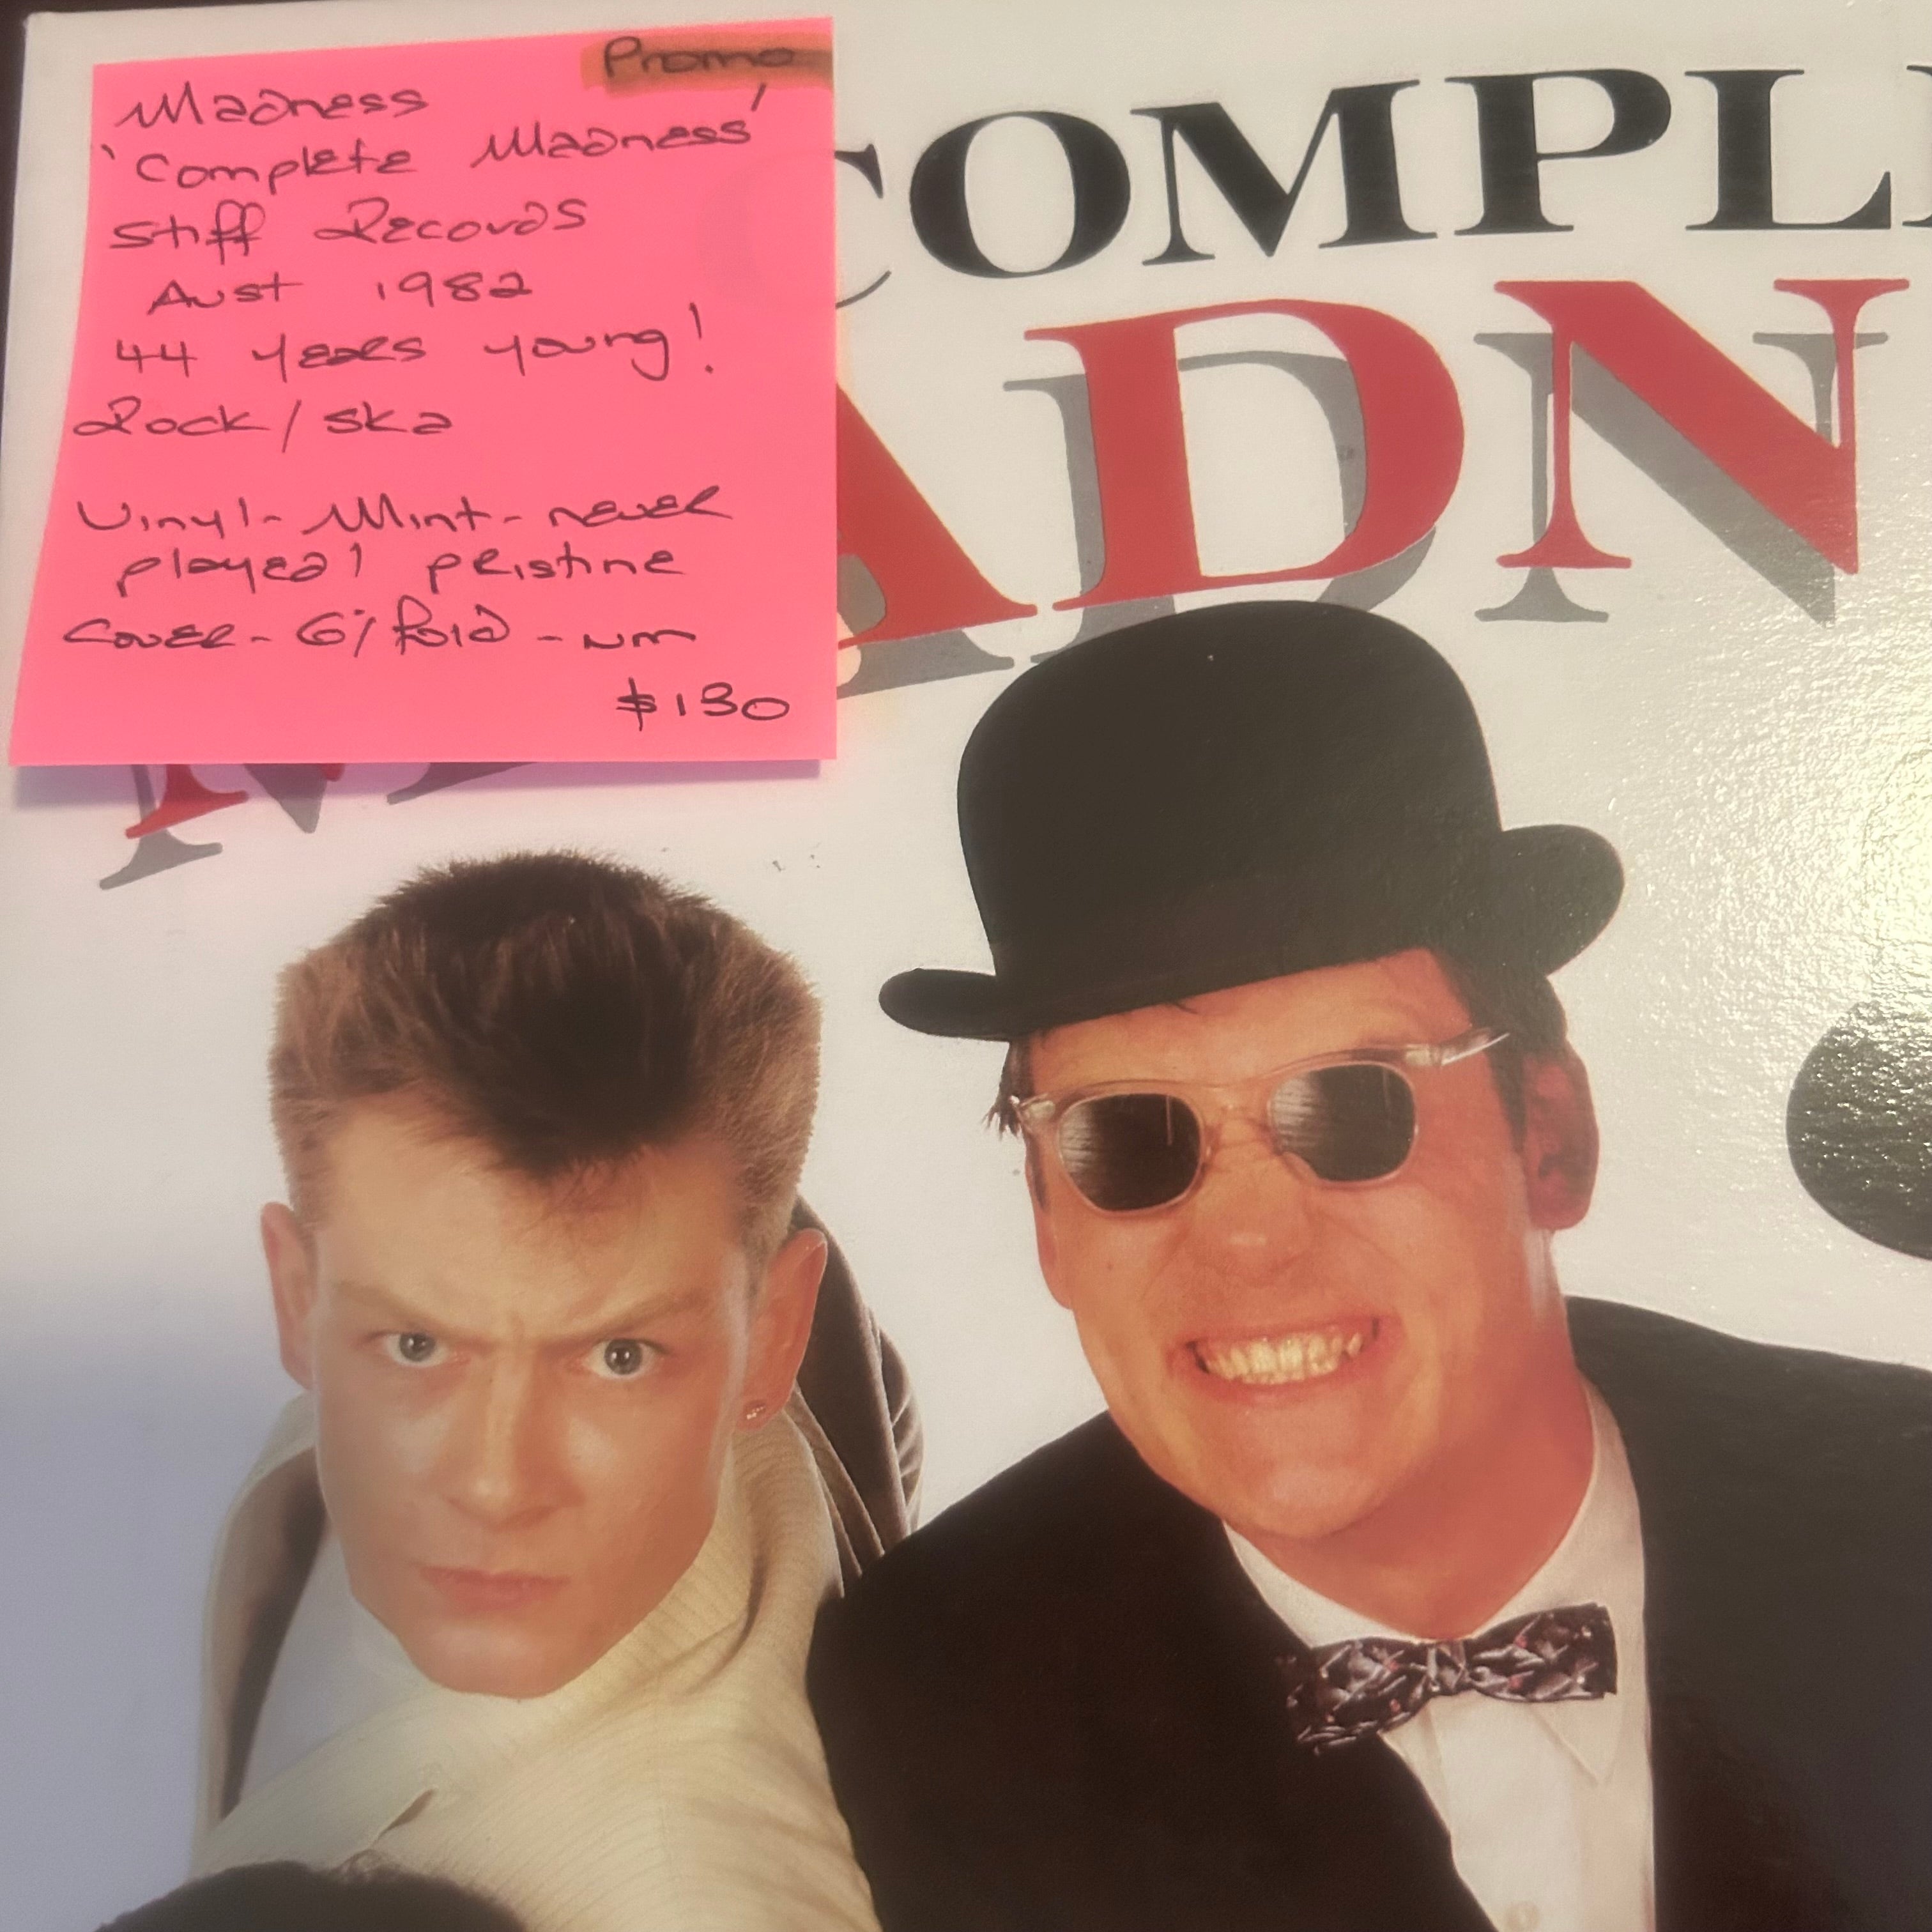 Promo
Madness
'Complete Madness'
Stiff Records
Aust 1982
44 years young!
Rock/Ska
Vinyl - Mint - never
played! pristine
Cover - G/fold - NM
$130
COMPL
ADN
M